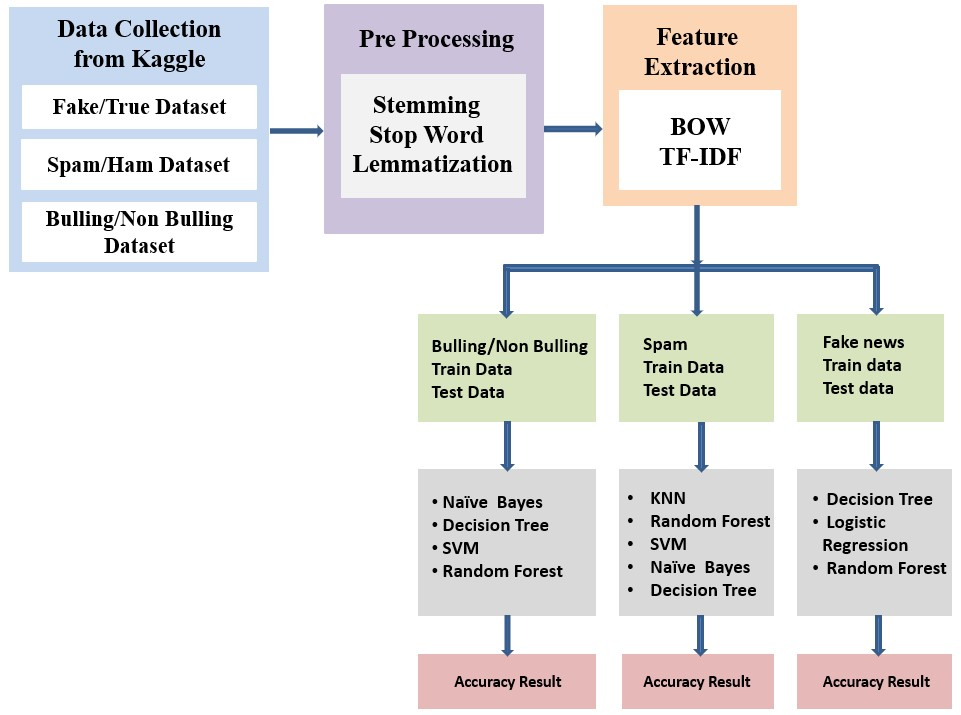 Data Collection
from Kaggle
Fake/True Dataset
Spam/Ham Dataset
Bulling/Non Bulling
Dataset
Pre Processing
Stemming
Stop Word
Lemmatization
Feature
Extraction
BOW
TF-IDF
Bulling/Non Bulling
Train Data
Test Data
Spam
Train Data
Test Data
Fake news
Train data
Test data
• Naïve Bayes
• Decision Tree
• SVM
• Random Forest
• KNN
• Random Forest
• SVM
• Naïve Bayes
• Decision Tree
• Decision Tree
• Logistic
Regression
• Random Forest
Accuracy Result
Accuracy Result
Accuracy Result